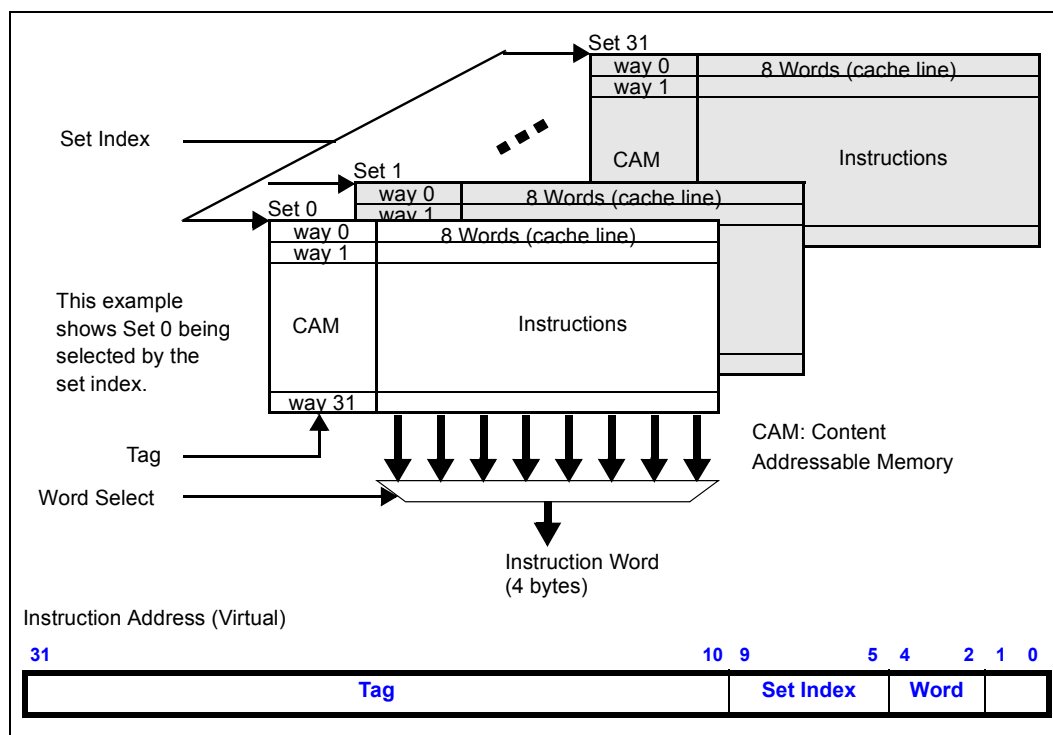 Set 31
way 0 8 Words (cache line)
way 1
Set Index
CAM Instructions
Set 1
way 0 8 Words (cache line)
way 1
Set 0
way 0 8 Words (cache line)
way 1
This example
shows Set 0 being
selected by the
set index.
CAM Instructions
way 31
CAM: Content
Addressable Memory
Tag
Word Select
Instruction Word
(4 bytes)
Instruction Address (Virtual)
31 10 9 5 4 2 1 0
Tag Set Index Word